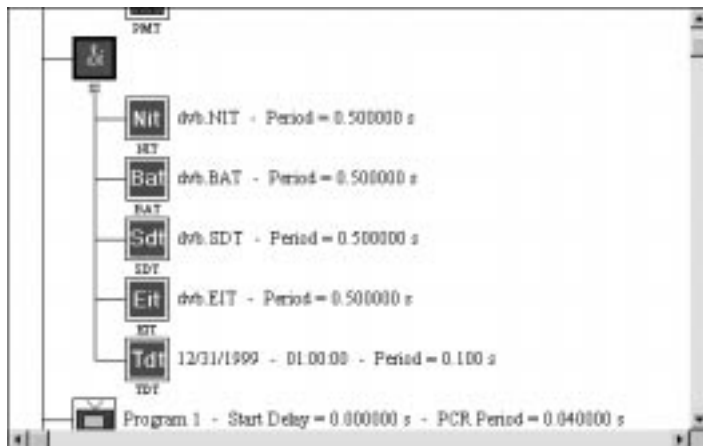 PMT
Nit dvb.NIT - Period = 0.500000 s
NIT
Bat dvb.BAT - Period = 0.500000 s
BAT
Sdt dvb.SDT - Period = 0.500000 s
SDT
Eit dvb.EIT - Period = 0.500000 s
EIT
Tdt 12/31/1999 - 01:00:00 - Period = 0.100 s
TDT
Program 1 - Start Delay = 0.000000 s - PCR Period = 0.040000 s